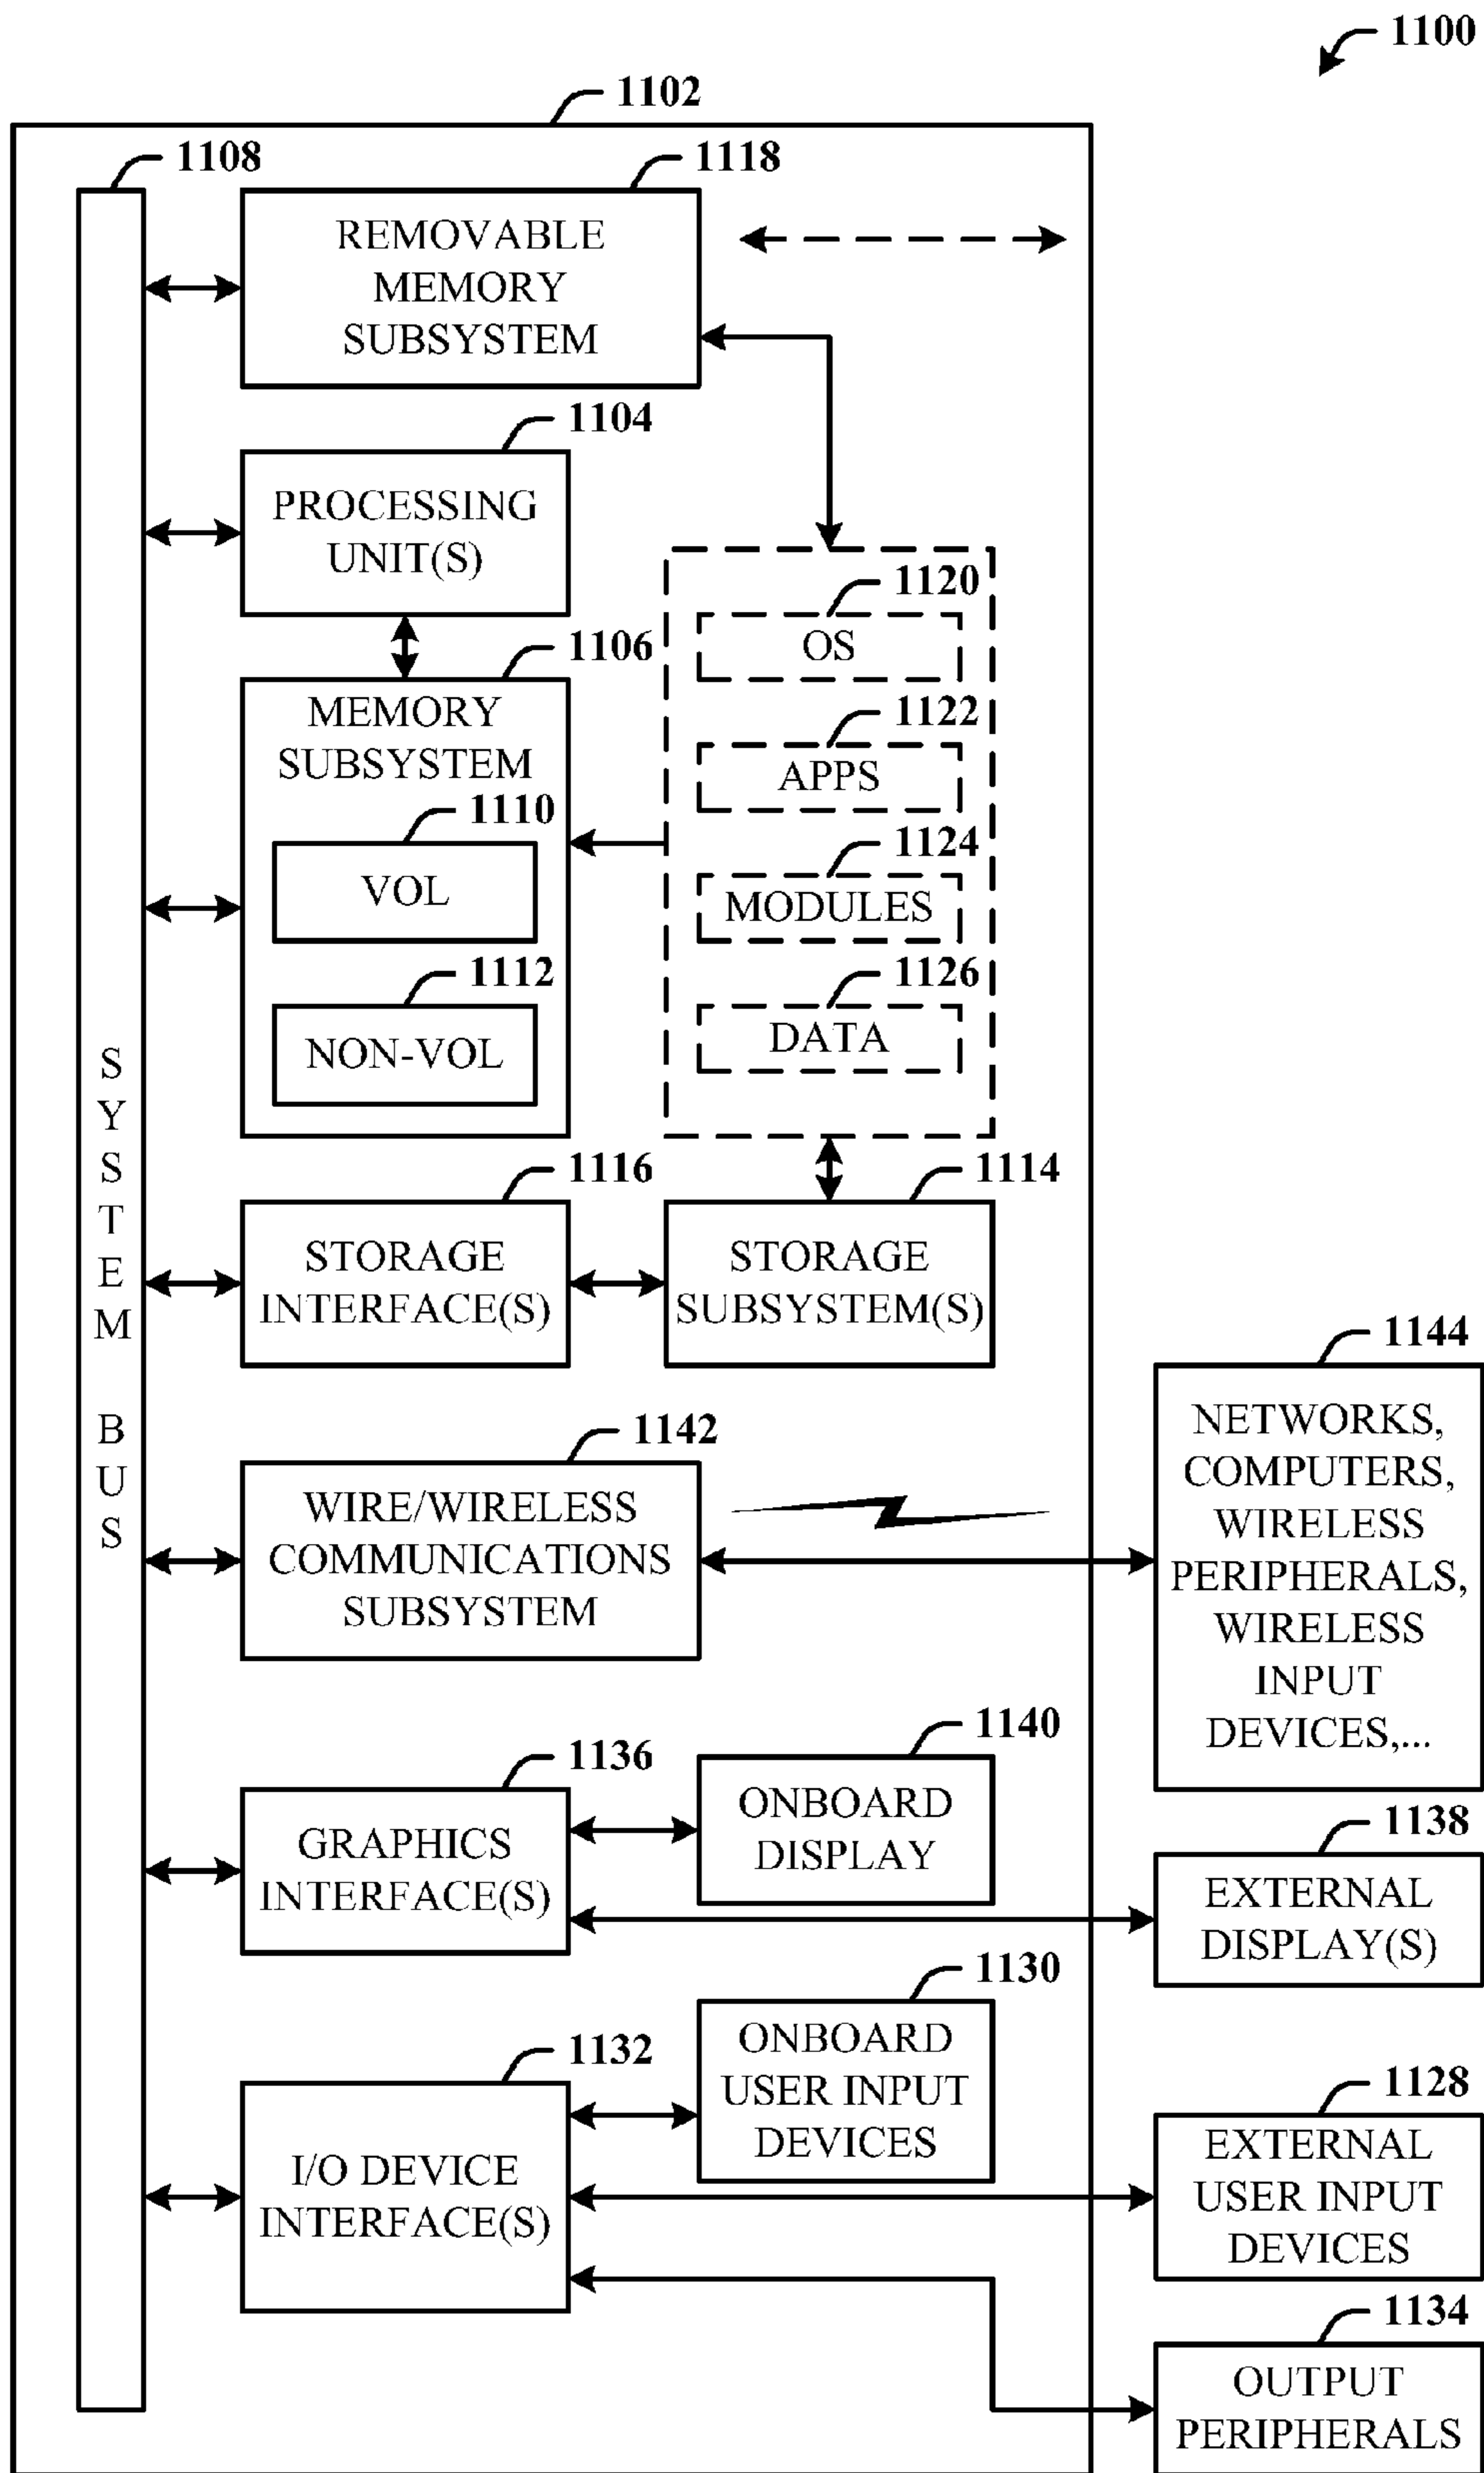 1100
1102
1108
1118
REMOVABLE
MEMORY
SUBSYSTEM
1104
PROCESSING
UNIT(S)
1106
MEMORY
SUBSYSTEM
1110
VOL
1112
NON-VOL
1120
OS
1122
APPS
1124
MODULES
1126
DATA
SYSTEM BUS
1116
STORAGE
INTERFACE(S)
1114
STORAGE
SUBSYSTEM(S)
1142
WIRE/WIRELESS
COMMUNICATIONS
SUBSYSTEM
1144
NETWORKS,
COMPUTERS,
WIRELESS
PERIPHERALS,
WIRELESS
INPUT
DEVICES,...
1136
GRAPHICS
INTERFACE(S)
1140
ONBOARD
DISPLAY
1138
EXTERNAL
DISPLAY(S)
1132
I/O DEVICE
INTERFACE(S)
1130
ONBOARD
USER INPUT
DEVICES
1128
EXTERNAL
USER INPUT
DEVICES
1134
OUTPUT
PERIPHERALS